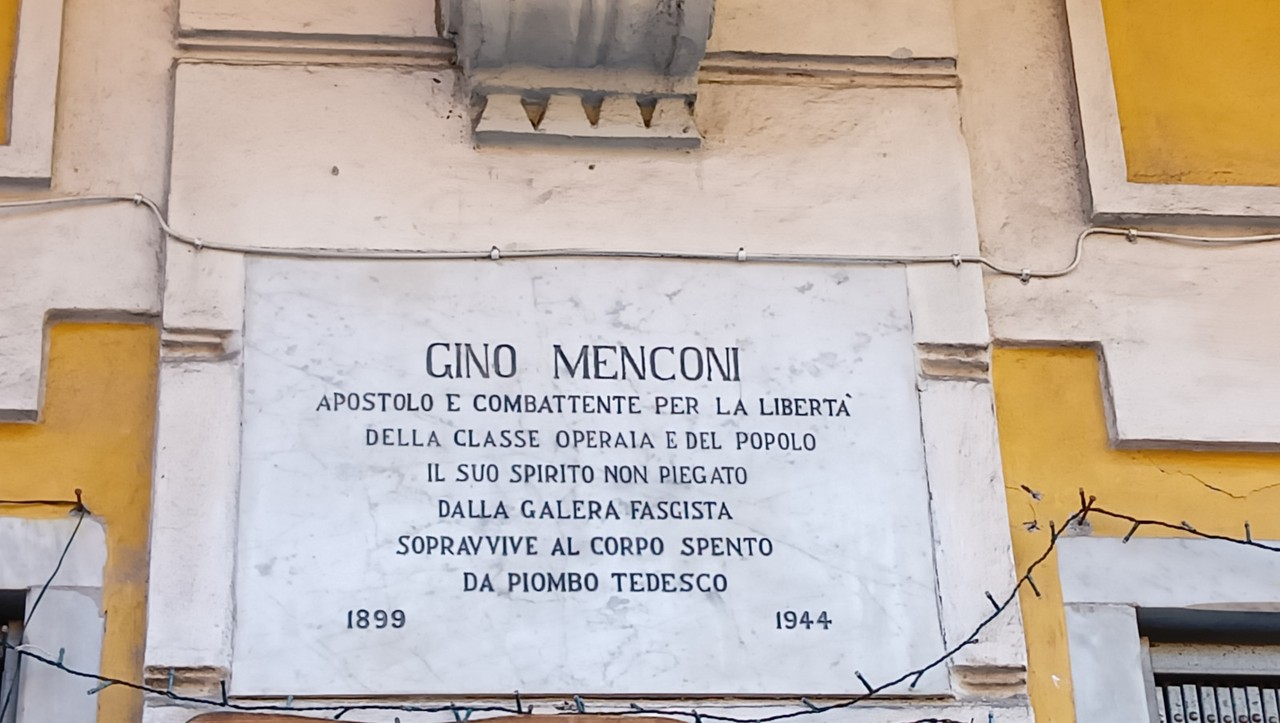 GINO MENCONI
APOSTOLO E COMBATTENTE PER LA LIBERTA`
DELLA CLASSE OPERAIA E DEL POPOLO
IL SUO SPIRITO NON PIEGATO
DALLA GALERA FASCISTA
SOPRAVVIVE AL CORPO SPENTO
DA PIOMBO TEDESCO
1899 1944